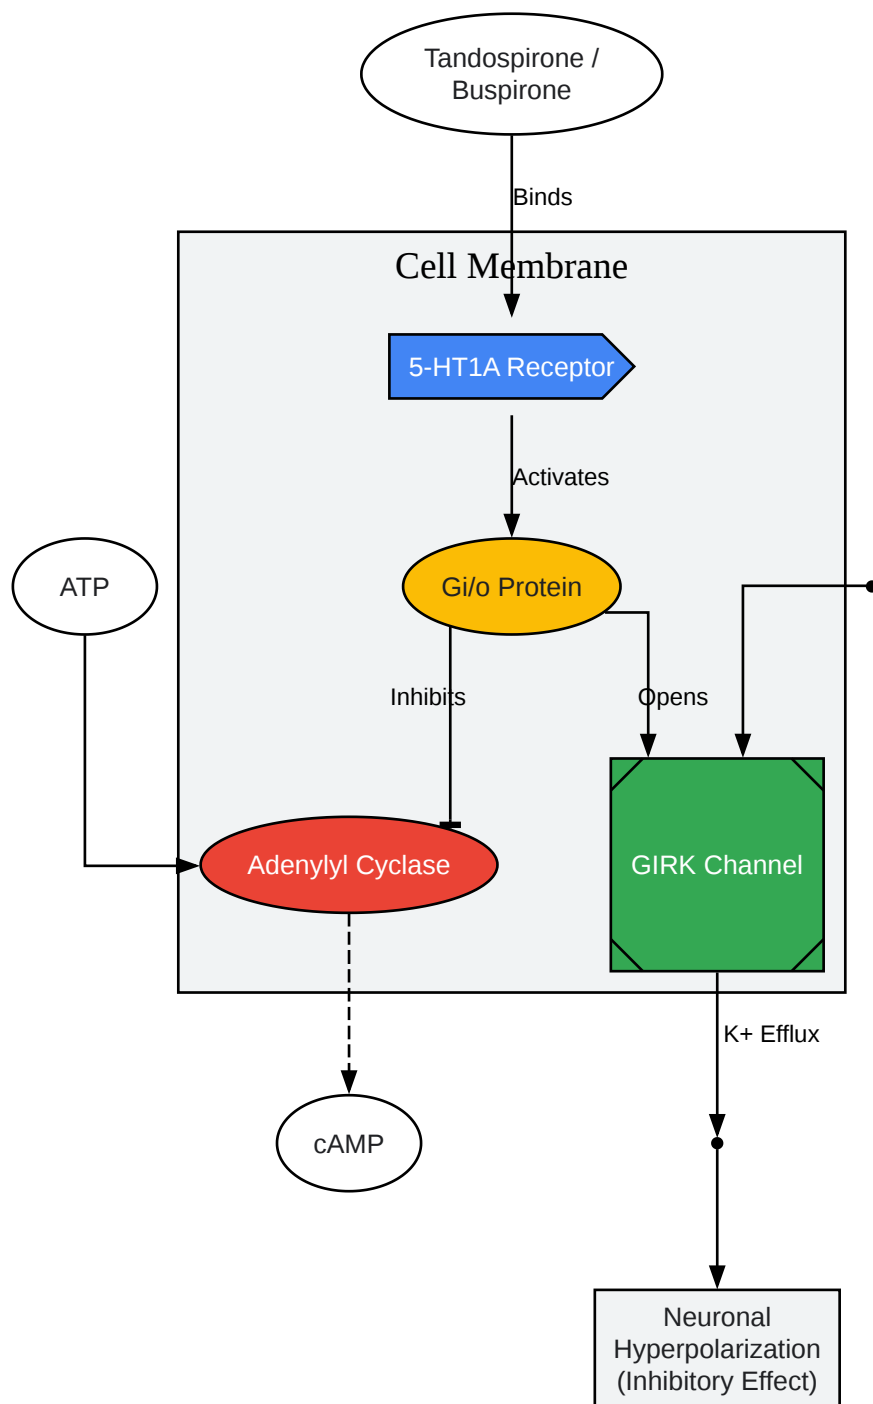 Tandospirone /
Buspirone
Binds
Cell Membrane
5-HT1A Receptor
Activates
ATP
Gi/o Protein
Inhibits
Opens
Adenylyl Cyclase
GIRK Channel
K+ Efflux
cAMP
Neuronal
Hyperpolarization
(Inhibitory Effect)